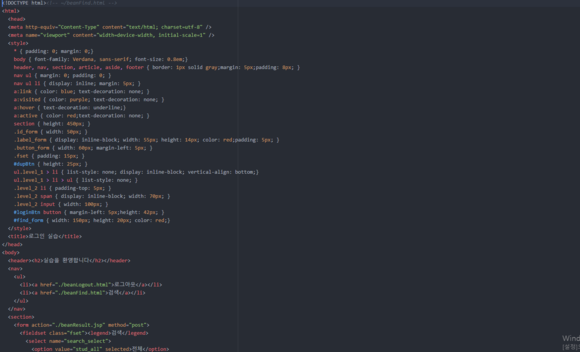 <!DOCTYPE html><!-- ./beanFind.html -->
<html>
<head>
<meta http-equiv="Content-Type" content="text/html; charset=utf-8" />
<meta name="viewport" content="width=device-width, initial-scale=1" />
<style>
* { padding: 0; margin: 0;}
body { font-family: Verdana, sans-serif; font-size: 0.8em;}
header, nav, section, article, aside, footer { border: 1px solid gray;margin: 5px;padding: 8px; }
nav ul { margin: 0; padding: 0; }
nav ul li { display: inline; margin: 5px; }
a:link { color: blue; text-decoration: none; }
a:visited { color: purple; text-decoration: none; }
a:hover { text-decoration: underline;}
a:active { color: red;text-decoration: none; }
section { height: 450px; }
.id_form { width: 50px; }
.label_form { display: inline-block; width: 55px; height: 14px; color: red;padding: 5px; }
.button_form { width: 60px; margin-left: 5px; }
.fset { padding: 15px; }
#dupBtn { height: 25px; }
ul.level_1 > li { list-style: none; display: inline-block; vertical-align: bottom;}
ul.level_1 > li > ul { list-style: none; }
.level_2 li { padding-top: 5px; }
.level_2 span { display: inline-block; width: 70px; }
.level_2 input { width: 100px; }
#logInBtn button { margin-left: 5px;height: 42px; }
#find_form { width: 150px; height: 20px; color: red;}
</style>
<title>로그인 실습</title>
</head>
<body>
<header><h2>실습을 환영합니다</h2></header>
<nav>
<ul>
<li><a href="./beanLogout.html">로그아웃</a></li>
<li><a href="./beanFind.html">검색</a></li>
</ul>
</nav>
<section>
<form action="./beanResult.jsp" method="post">
<fieldset class="fset"><legend>검색</legend>
<select name="search_select">
<option value="stud_all" selected>전체</option>
Wind
[설정]